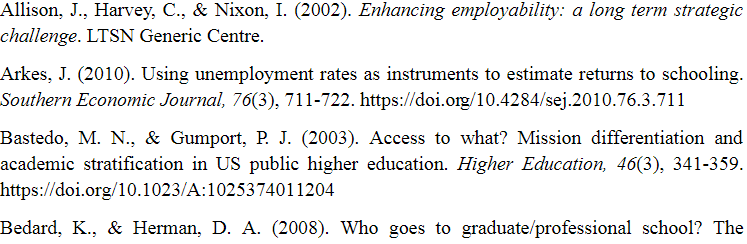 Allison, J., Harvey, C., & Nixon, I. (2002). Enhancing employability: a long term strategic
challenge. LTSN Generic Centre.
Arkes, J. (2010). Using unemployment rates as instruments to estimate returns to schooling.
Southern Economic Journal, 76(3), 711-722. https://doi.org/10.4284/sej.2010.76.3.711
Bastedo, M. N., & Gumport, P. J. (2003). Access to what? Mission differentiation and
academic stratification in US public higher education. Higher Education, 46(3), 341-359.
https://doi.org/10.1023/A:1025374011204
Bedard, K., & Herman, D. A. (2008). Who goes to graduate/professional school? The